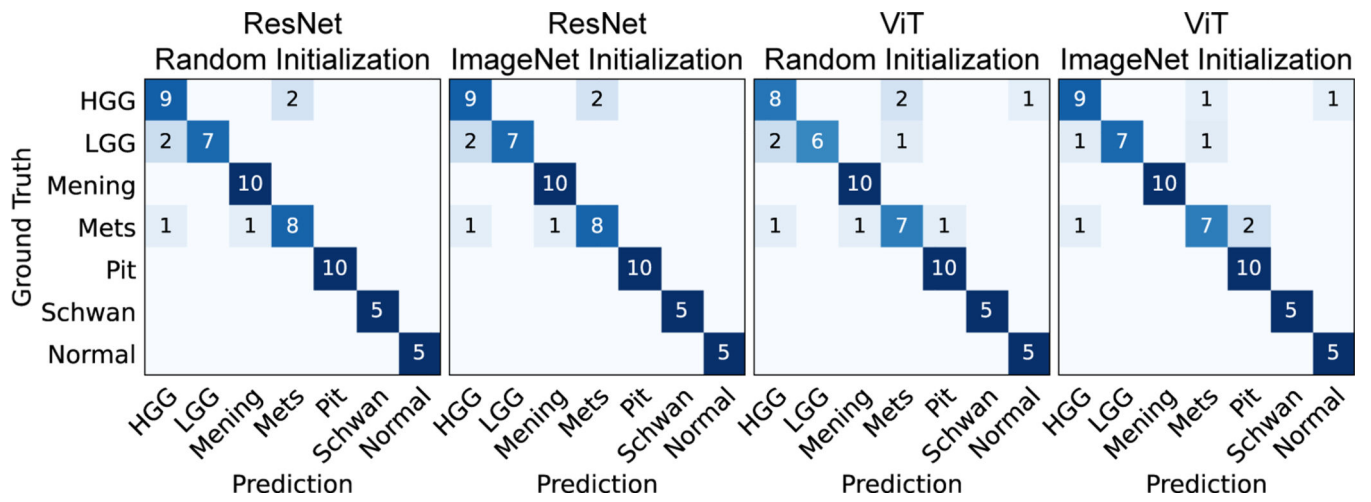 ResNet
Random Initialization
ResNet
ImageNet Initialization
ViT
Random Initialization
ViT
ImageNet Initialization
Ground Truth
HGG 9 2 9 2 8 2 1 9 1 1
LGG 2 7 2 7 2 6 1 1 7 1
Mening 10 10 10 10
Mets 1 1 8 1 1 8 1 1 7 1 1 7 2
Pit 10 10 10 10
Schwan 5 5 5 5
Normal 5 5 5 5
HGG LGG Mening Mets Pit Schwan Normal HGG LGG Mening Mets Pit Schwan Normal HGG LGG Mening Mets Pit Schwan Normal HGG LGG Mening Mets Pit Schwan Normal
Prediction Prediction Prediction Prediction